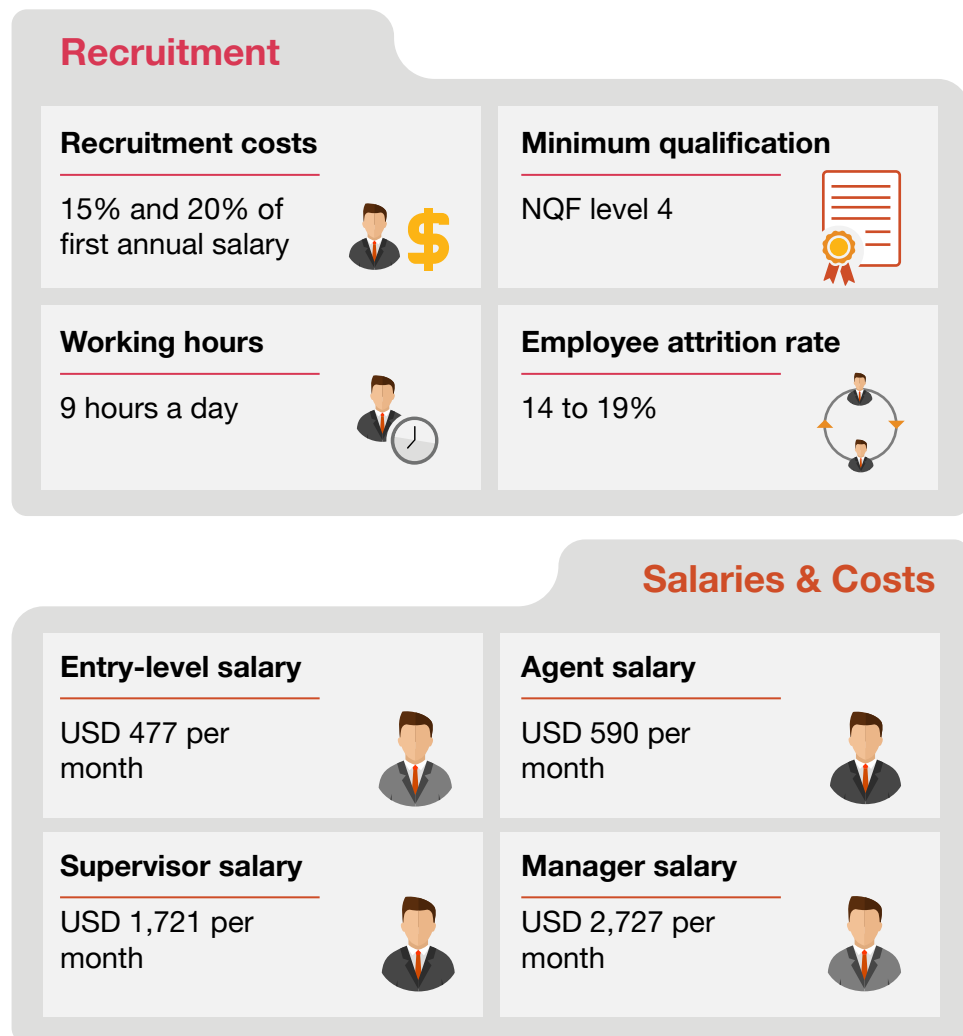 Recruitment
Recruitment costs
15% and 20% of
first annual salary
$
Minimum qualification
NQF level 4
Working hours
9 hours a day
Employee attrition rate
14 to 19%
Salaries & Costs
Entry-level salary
USD 477 per
month
Agent salary
USD 590 per
month
Supervisor salary
USD 1,721 per
month
Manager salary
USD 2,727 per
month